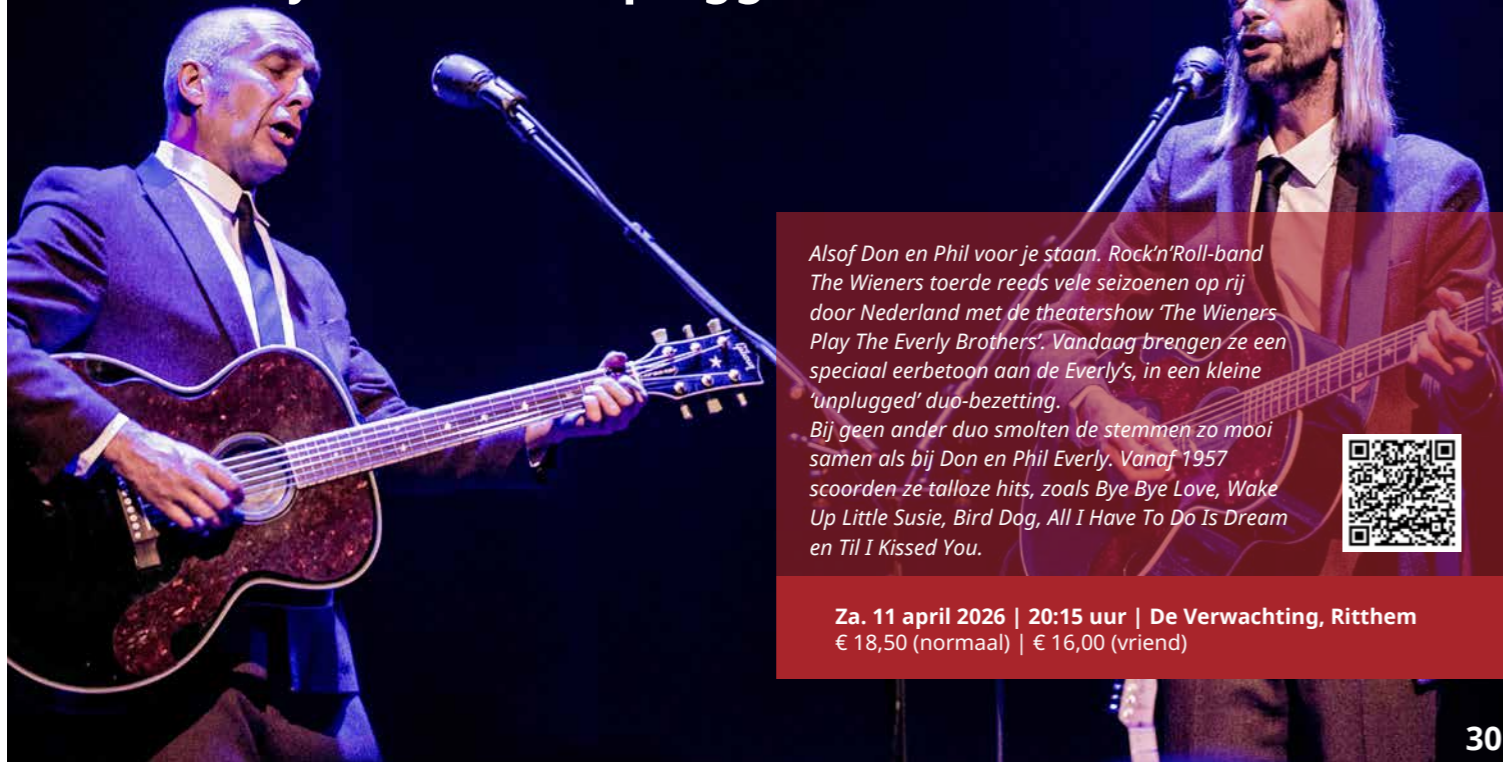 Alsof Don en Phil voor je staan. Rock’n’Roll-band
The Wieners toerde reeds vele seizoenen op rij
door Nederland met de theatershow ‘The Wieners
Play The Everly Brothers’. Vandaag brengen ze een
speciaal eerbetoon aan de Everly’s, in een kleine
‘unplugged’ duo-bezetting.
Bij geen ander duo smolten de stemmen zo mooi
samen als bij Don en Phil Everly. Vanaf 1957
scoorden ze talloze hits, zoals Bye Bye Love, Wake
Up Little Susie, Bird Dog, All I Have To Do Is Dream
en Til I Kissed You.
Za. 11 april 2026 | 20:15 uur | De Verwachting, Ritthem
€ 18,50 (normaal) | € 16,00 (vriend)
30